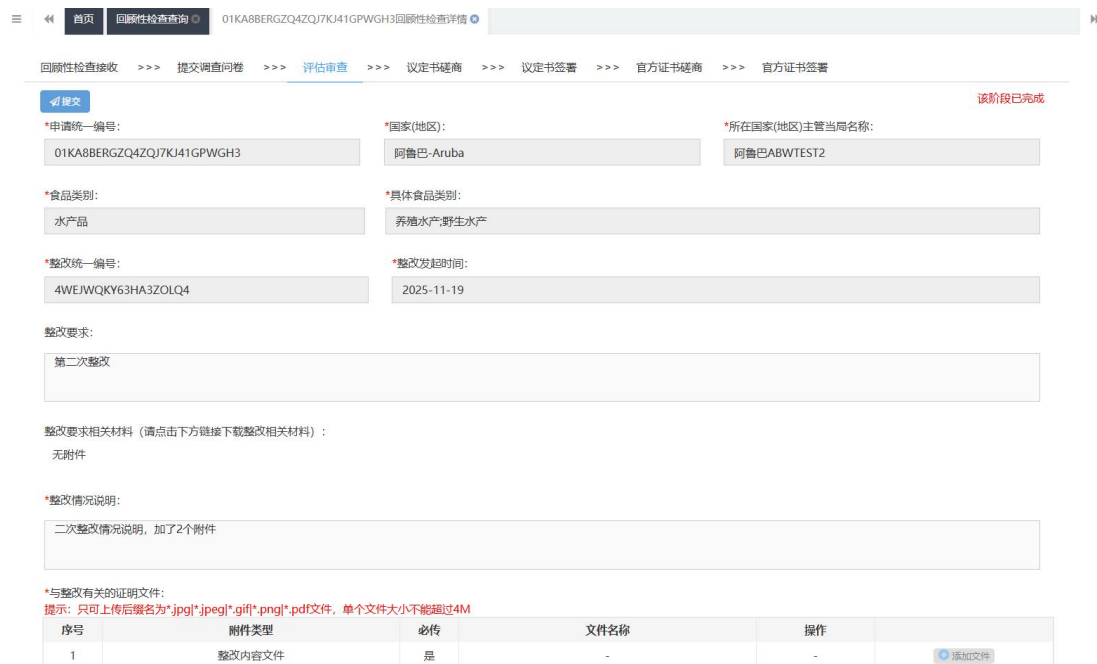 首页 回顾性检查查询 01KA8BERGZQ4ZQJ7KJ41GPWGH3回顾性检查详情
回顾性检查接收 >>> 提交调查问卷 >>> 评估审查 >>> 议定书磋商 >>> 议定书签署 >>> 官方证书磋商 >>> 官方证书签署
提交 该阶段已完成
*申请统一编号: *国家(地区): *所在国家(地区)主管当局名称:
01KA8BERGZQ4ZQJ7KJ41GPWGH3 阿鲁巴-Aruba 阿鲁巴ABWTEST2
*食品类别: *具体食品类别:
水产品 养殖水产;野生水产
*整改统一编号: *整改发起时间:
4WEJWQKY63HA3ZOLQ4 2025-11-19
整改要求:
第二次整改
整改要求相关材料（请点击下方链接下载整改相关材料）:
无附件
*整改情况说明:
二次整改情况说明，加了2个附件
*与整改有关的证明文件:
提示：只可上传后缀名为*.jpg|*.jpeg|*.gif|*.png|*.pdf文件，单个文件大小不能超过4M
序号 附件类型 必传 文件名称 操作
1 整改内容文件 是 - - 添加文件